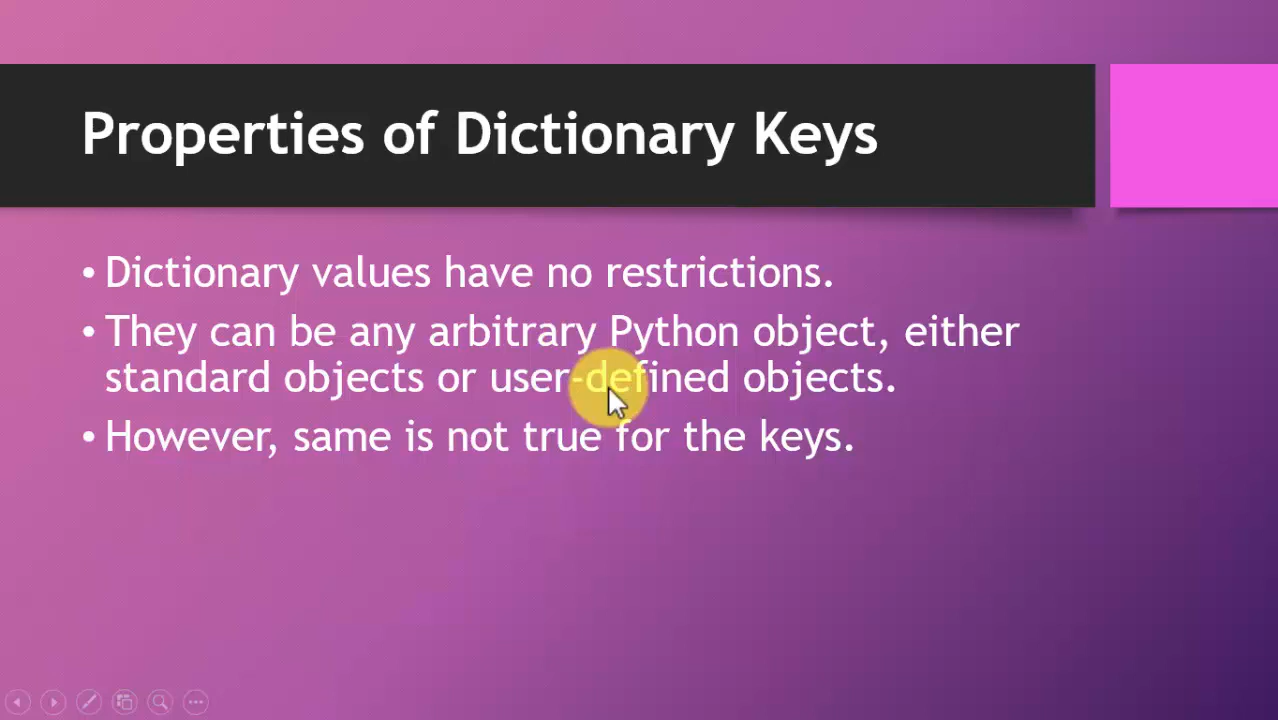 Properties of Dictionary Keys
• Dictionary values have no restrictions.
• They can be any arbitrary Python object, either
standard objects or user-defined objects.
• However, same is not true for the keys.